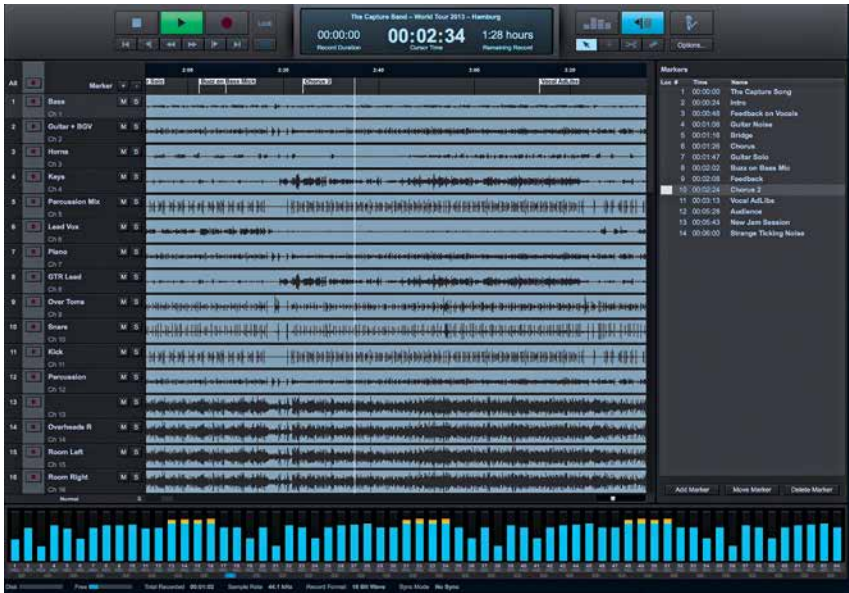 The Capture Band – World Tour 2013 – Hamburg
00:00:00
Record Duration
00:02:34
Cursor Time
1:28 hours
Remaining Record
Options...
All
Marker
2:40
3:00
3:20
Buzz on Bass Mich
Chorus 2
Vocal AdLibs
1 Bass M S
Ch 1
2 Guitar + BGV M S
Ch 2
3 Horns M S
Ch 3
4 Keys M S
Ch 4
5 Percussion Mix M S
Ch 5
6 Lead Vox M S
Ch 6
7 Piano M S
Ch 7
8 GTR Lead M S
Ch 8
9 Over Toms M S
Ch 9
10 Snare M S
Ch 10
11 Kick M S
Ch 11
12 Percussion M S
Ch 12
13 M S
Ch 13
14 Overheads R M S
Ch 14
15 Room Left M S
Ch 15
16 Room Right M S
Ch 16
Normal
Markers
Loc # Time Name
1 00:00:00 The Capture Song
2 00:00:24 Intro
3 00:00:48 Feedback on Vocals
4 00:01:06 Guitar Noise
5 00:01:16 Bridge
6 00:01:26 Chorus
7 00:01:47 Guitar Solo
8 00:02:02 Buzz on Bass Mic
9 00:02:08 Feedback
10 00:02:24 Chorus 2
11 00:03:13 Vocal AdLibs
12 00:05:28 Audience
13 00:05:43 New Jam Session
14 00:06:00 Strange Ticking Noise
Add Marker Move Marker Delete Marker
Disk Free Total Recorded 00:01:02 Sample Rate 44.1 MHz Record Format 16 Bit Wave Sync Mode No Sync